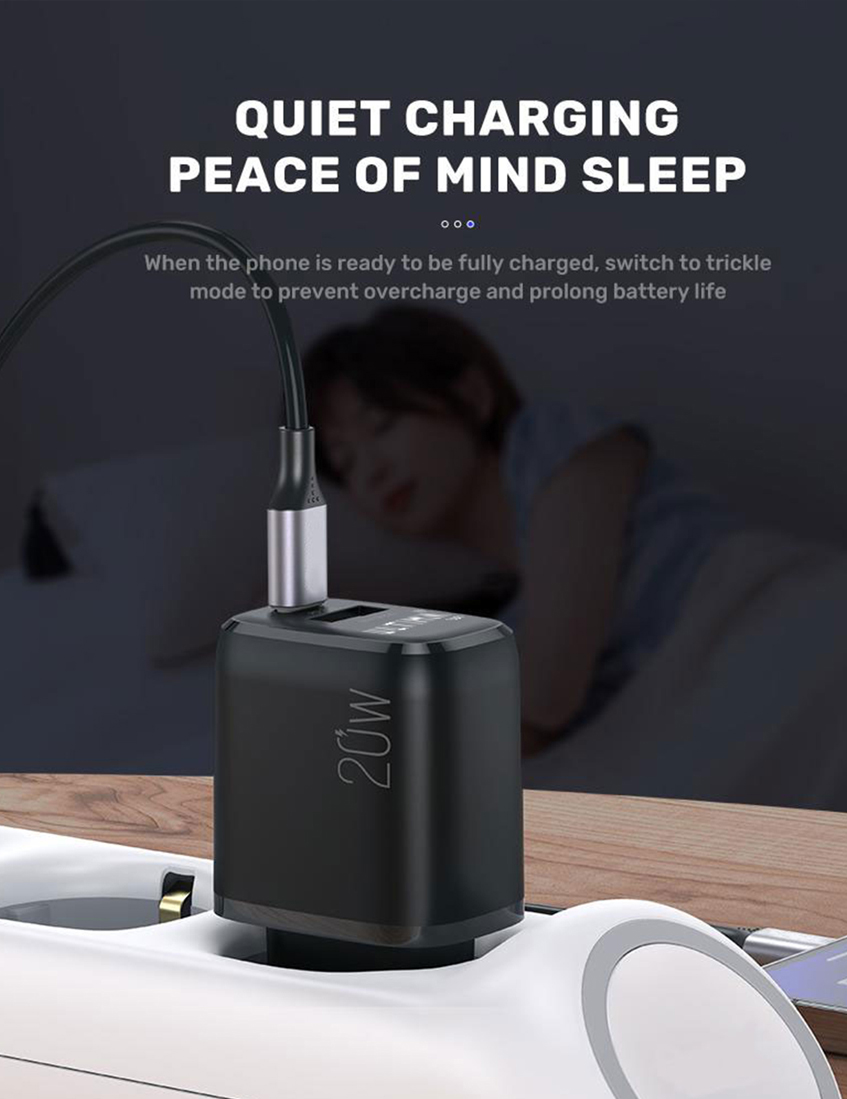 QUIET CHARGING
PEACE OF MIND SLEEP
When the phone is ready to be fully charged, switch to trickle
mode to prevent overcharge and prolong battery life
20W